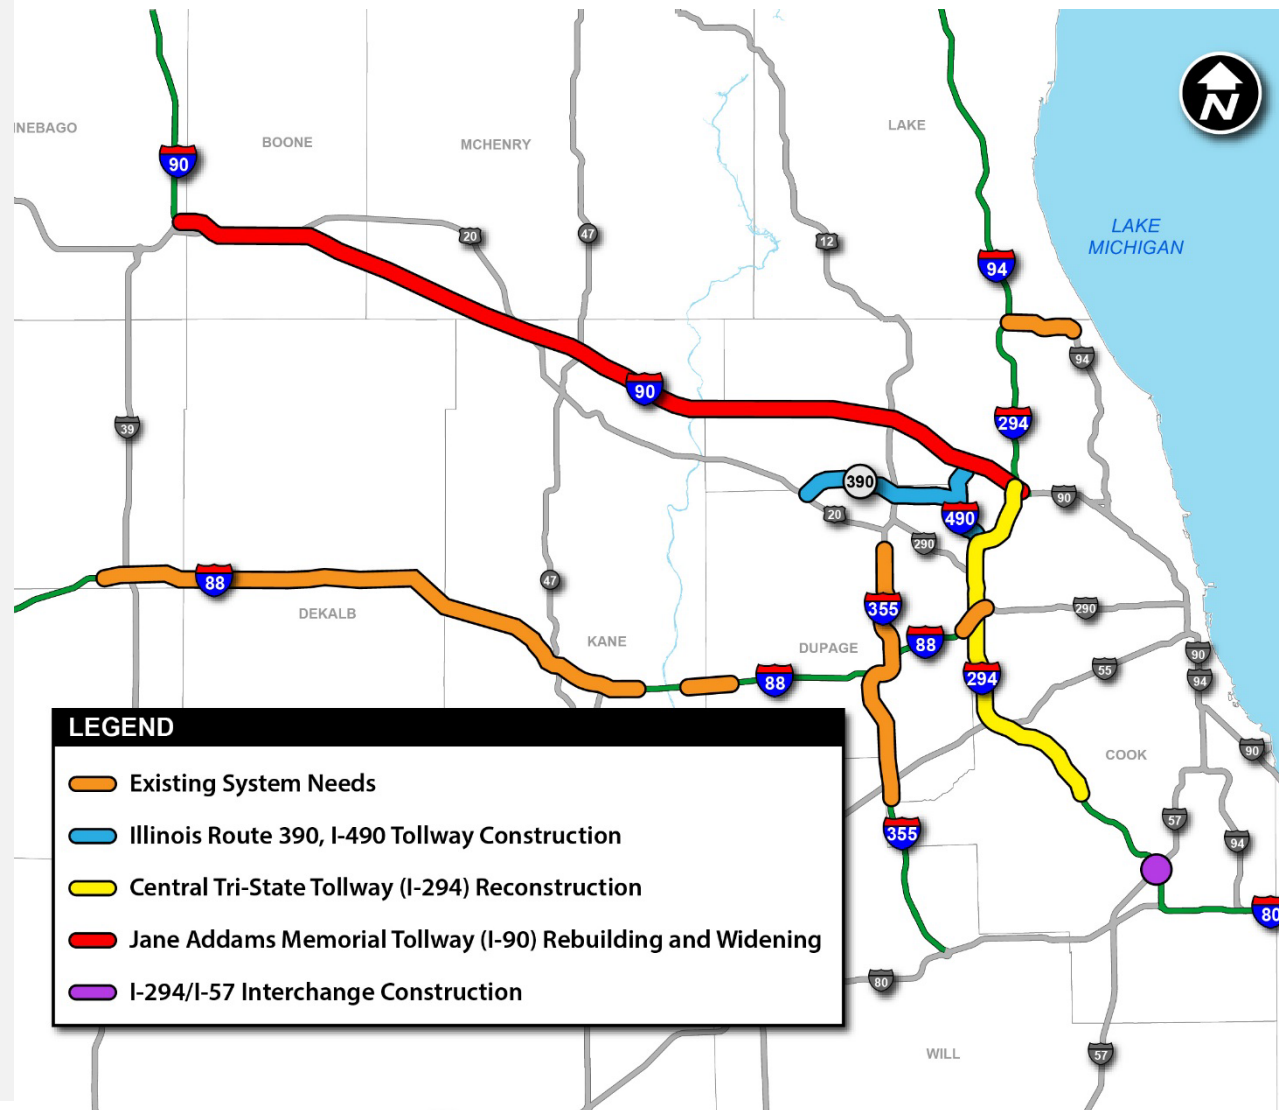 INEBAGO
BOONE
MCHENRY
LAKE
N
90
20
47
12
94
LAKE
MICHIGAN
94
90
39
294
390
20
490
90
290
88
47
DEKALB
KANE
DUPAGE
355
88
290
88
294
55
90
94
COOK
90
LEGEND
Existing System Needs
Illinois Route 390, I-490 Tollway Construction
Central Tri-State Tollway (I-294) Reconstruction
Jane Addams Memorial Tollway (I-90) Rebuilding and Widening
I-294/I-57 Interchange Construction
355
57
94
80
80
WILL
57